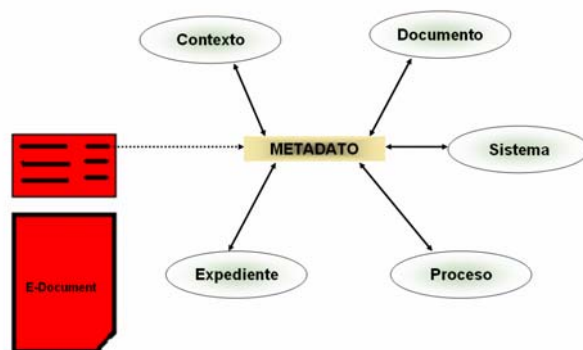 Contexto
Documento
METADATO
Sistema
E-Document
Expediente
Proceso